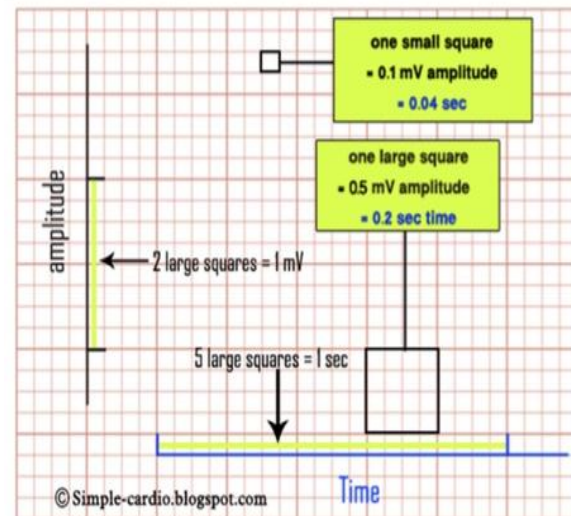 one small square
= 0.1 mV amplitude
= 0.04 sec
one large square
= 0.5 mV amplitude
= 0.2 sec time
amplitude
2 large squares = 1 mV
5 large squares = 1 sec
Time
© Simple-cardio.blogspot.com